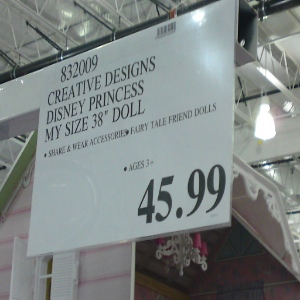 832009
CREATIVE DESIGNS
DISNEY PRINCESS
MY SIZE 38" DOLL
• SHARE & WEAR ACCESSORIES • FAIRY TALE FRIEND DOLLS
• AGES 3+
45.99